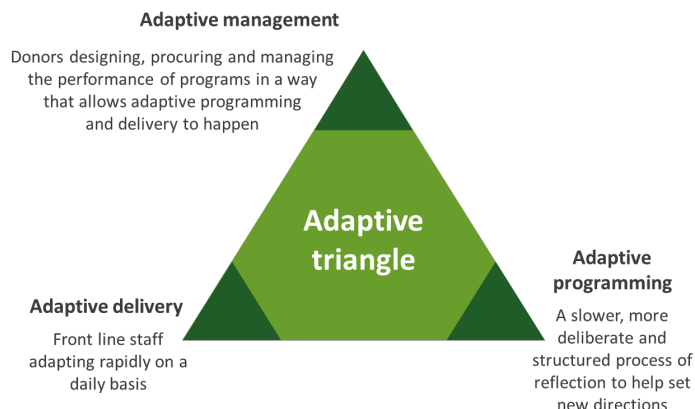 Adaptive management
Donors designing, procuring and managing
the performance of programs in a way
that allows adaptive programming
and delivery to happen
Adaptive
triangle
Adaptive delivery
Front line staff
adapting rapidly on a
daily basis
Adaptive
programming
A slower, more
deliberate and
structured process of
reflection to help set
new directions